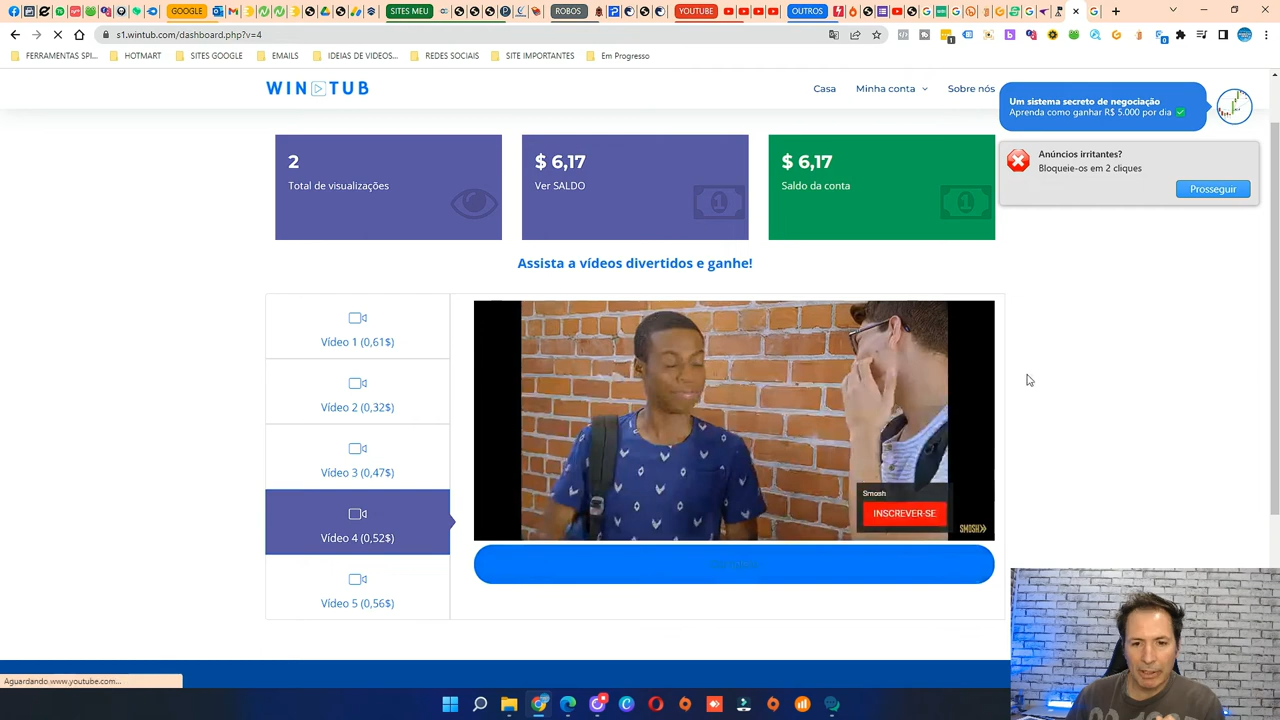 GOOGLE
SITES MEU
ROBOS
YOUTUBE
OUTROS
s1.wintub.com/dashboard.php?v=4
FERRAMENTAS SPI...
HOTMART
SITES GOOGLE
EMAILS
IDEIAS DE VIDEOS...
REDES SOCIAIS
SITE IMPORTANTES
Em Progresso
WIN TUB
Casa
Minha conta
Sobre nós
Um sistema secreto de negociação
Aprenda como ganhar R$ 5.000 por dia
Anúncios irritantes?
Bloqueie-os em 2 cliques
Prosseguir
2
Total de visualizações
$ 6,17
Ver SALDO
$ 6,17
Saldo da conta
Assista a vídeos divertidos e ganhe!
Vídeo 1 (0,61$)
Vídeo 2 (0,32$)
Vídeo 3 (0,47$)
Vídeo 4 (0,52$)
Vídeo 5 (0,56$)
Smosh
INSCREVER-SE
SMOSH
Aguardando www.youtube.com...